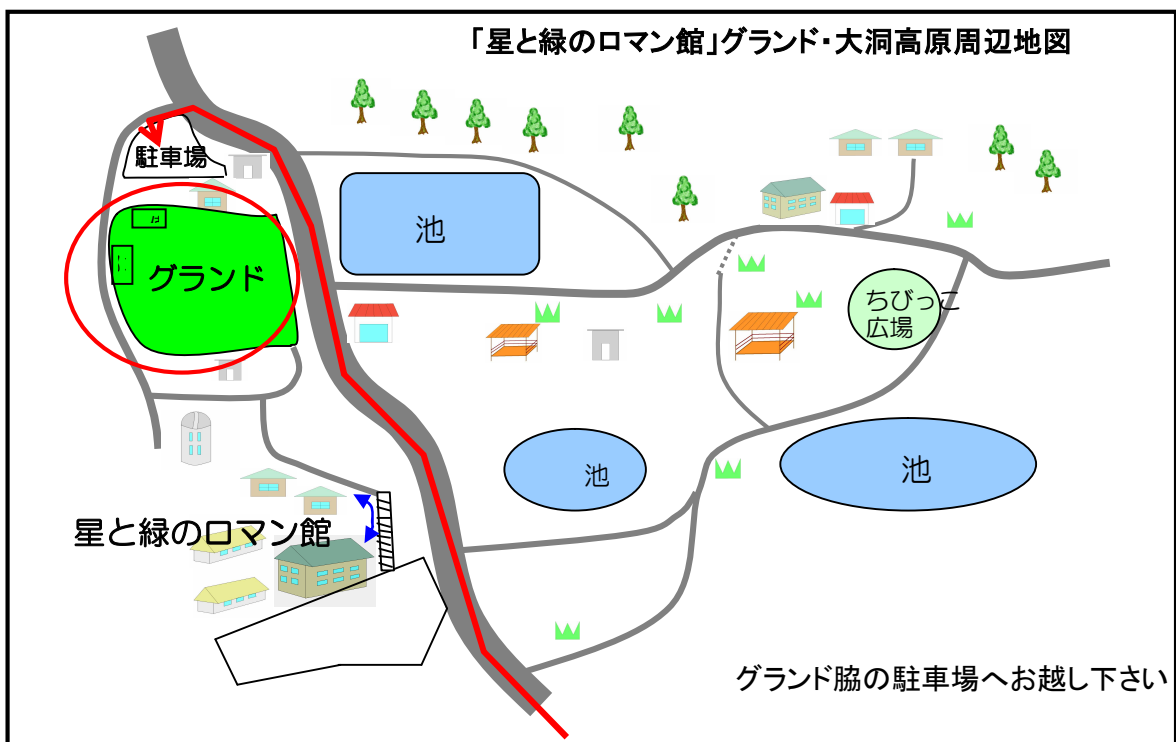 「星と緑のロマン館」グランド・大洞高原周辺地図
駐車場
池
グランド
ちびっこ
広場
池
池
星と緑のロマン館
グランド脇の駐車場へお越し下さい